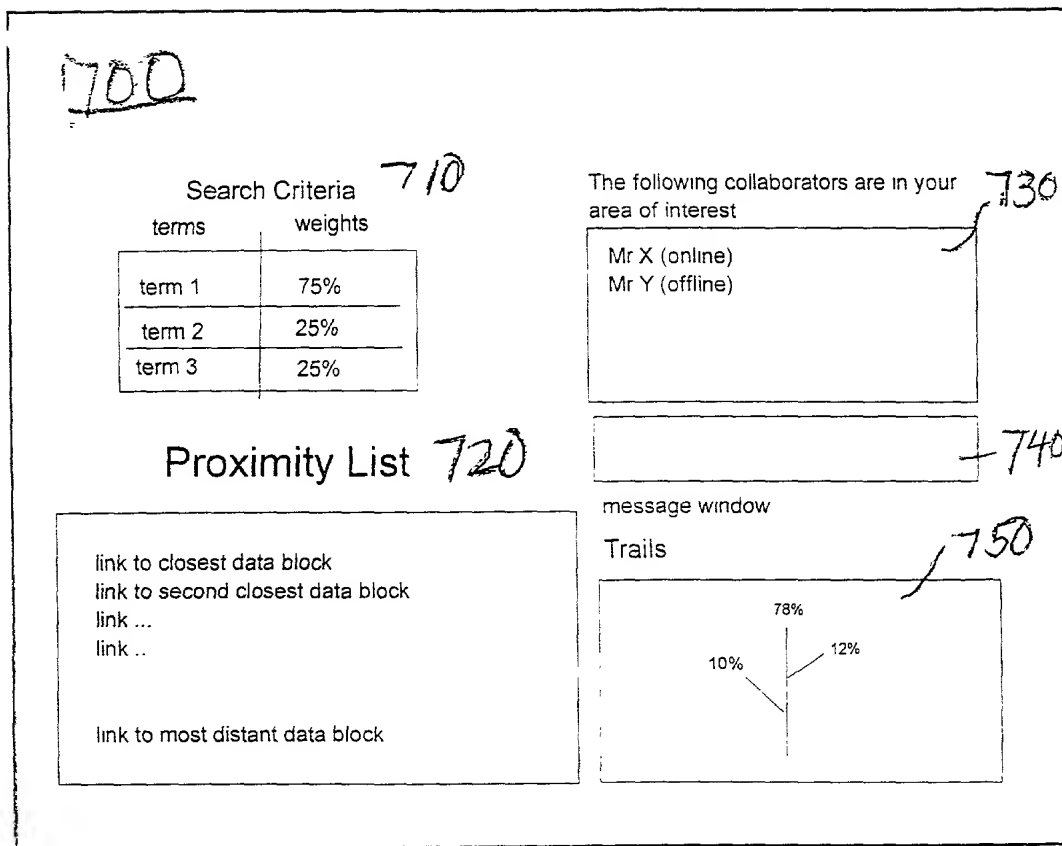 700
Search Criteria 710
terms weights
term 1 75%
term 2 25%
term 3 25%
Proximity List 720
link to closest data block
link to second closest data block
link ...
link ..
link to most distant data block
The following collaborators are in your
area of interest
730
Mr X (online)
Mr Y (offline)
740
message window
Trails
750
78%
12%
10%